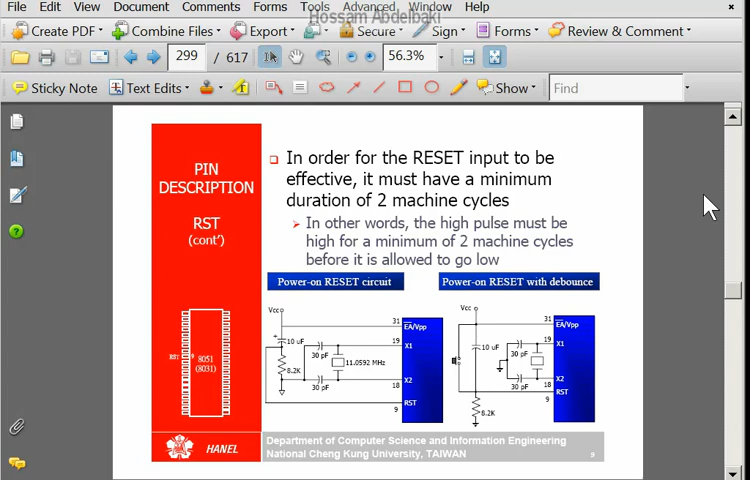 File Edit View Document Comments Forms Tools Advanced Window Help
Hossam Abdelbaki
Create PDF Combine Files Export Secure Sign Forms Review & Comment
299 / 617 56.3% Find
Sticky Note Text Edits Show
PIN
DESCRIPTION
RST
(cont')
In order for the RESET input to be
effective, it must have a minimum
duration of 2 machine cycles
In other words, the high pulse must be
high for a minimum of 2 machine cycles
before it is allowed to go low
Power-on RESET circuit
Power-on RESET with debounce
RST 9 8051
(8031)
Vcc
31 EA/Vpp
+
10 uF
19 X1
30 pF
11.0592 MHz
8.2K
30 pF
18 X2
RST
9
Vcc
31 EA/Vpp
10 uF
19 X1
30 pF
30 pF
18 X2
RST
9
8.2K
HANEL
Department of Computer Science and Information Engineering
National Cheng Kung University, TAIWAN
9